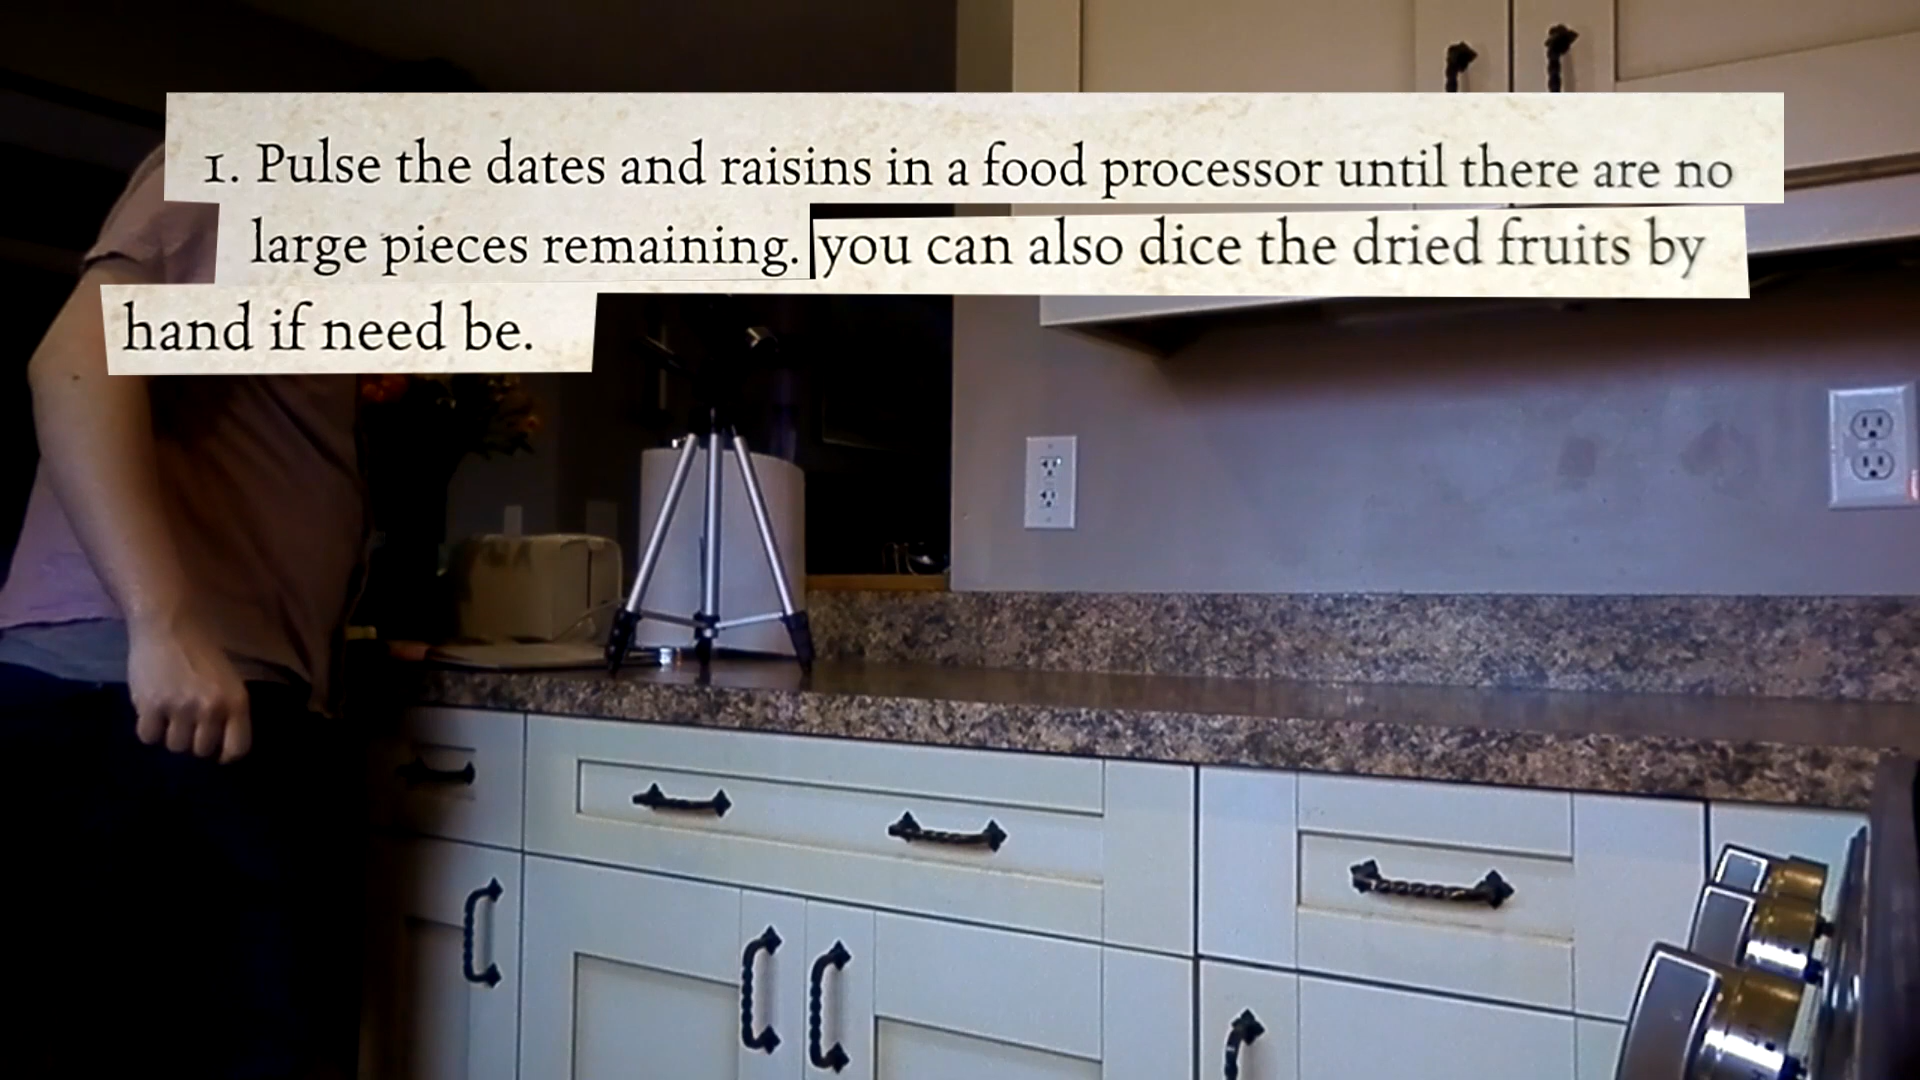 1. Pulse the dates and raisins in a food processor until there are no
large pieces remaining. you can also dice the dried fruits by
hand if need be.